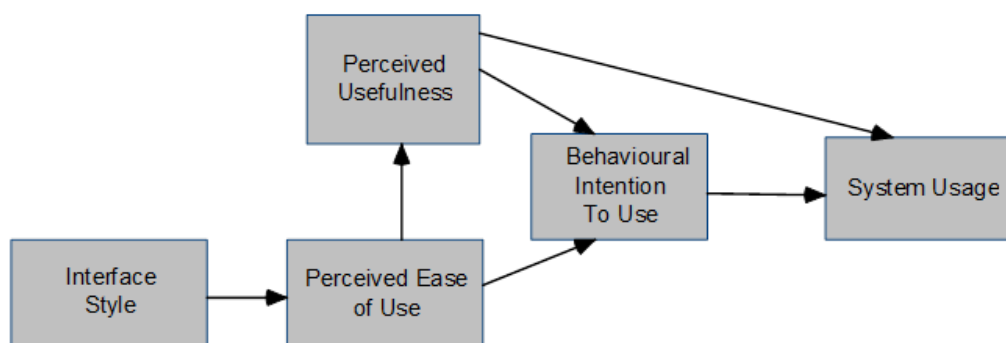 Perceived
Usefulness
Behavioural
Intention
To Use
System Usage
Interface
Style
Perceived Ease
of Use